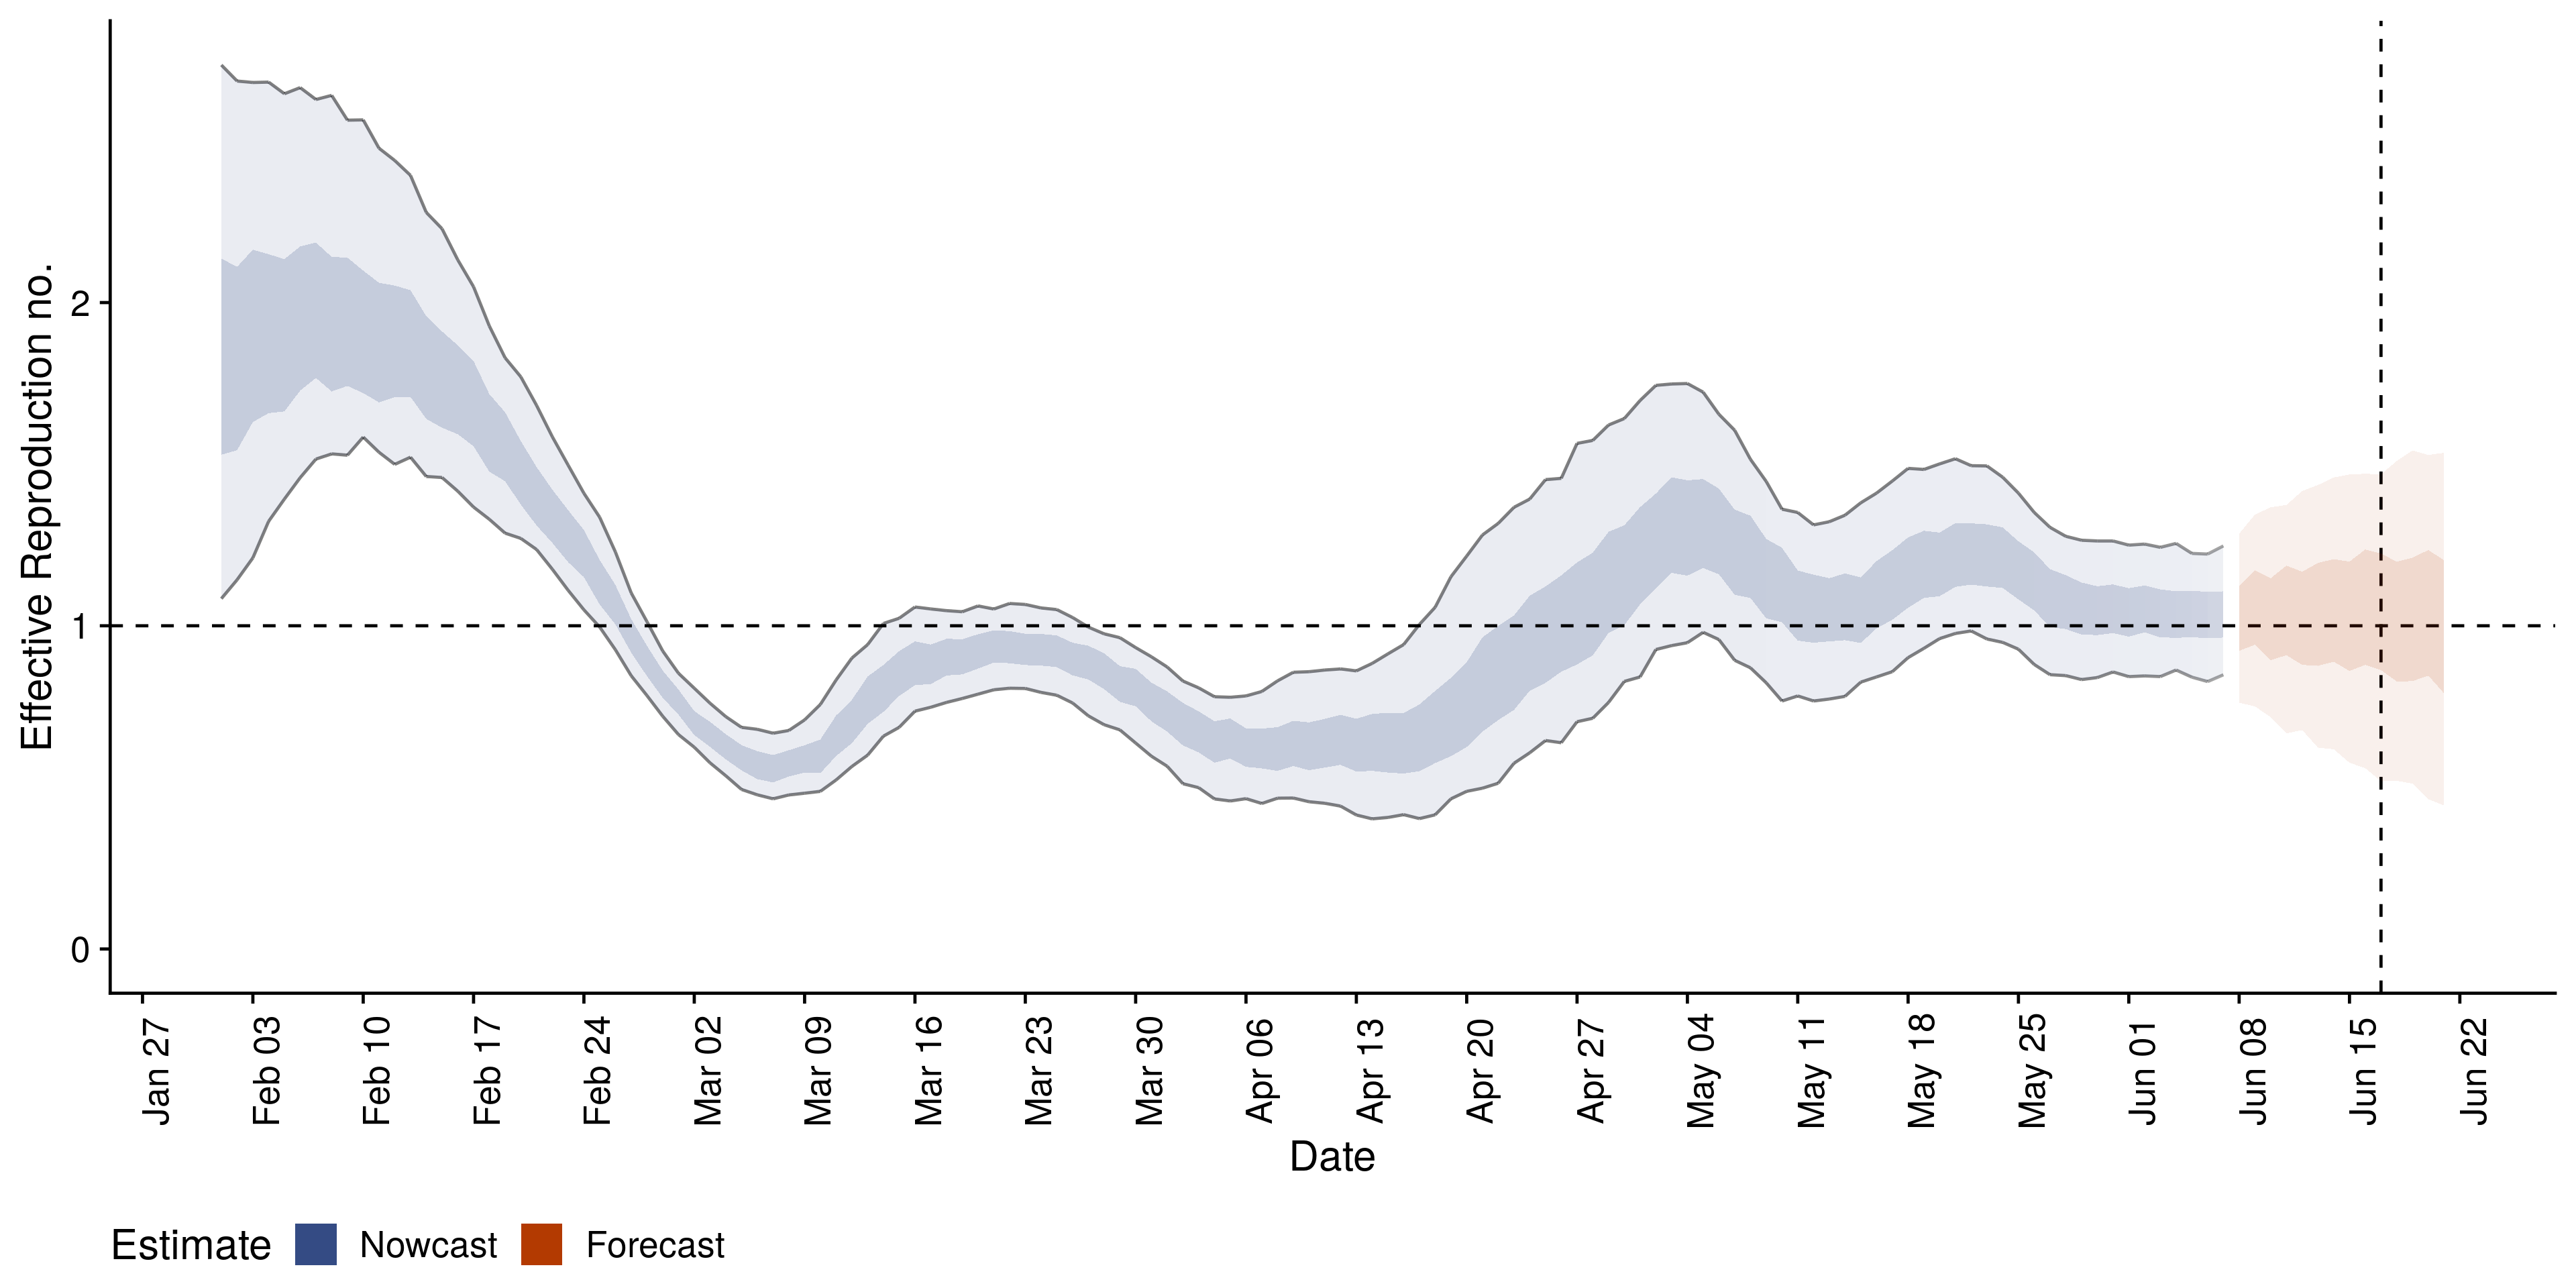 Effective Reproduction no.
2
1
0
Jan 27
Feb 03
Feb 10
Feb 17
Feb 24
Mar 02
Mar 09
Mar 16
Mar 23
Mar 30
Apr 06
Apr 13
Apr 20
Apr 27
May 04
May 11
May 18
May 25
Jun 01
Jun 08
Jun 15
Jun 22
Date
Estimate Nowcast Forecast